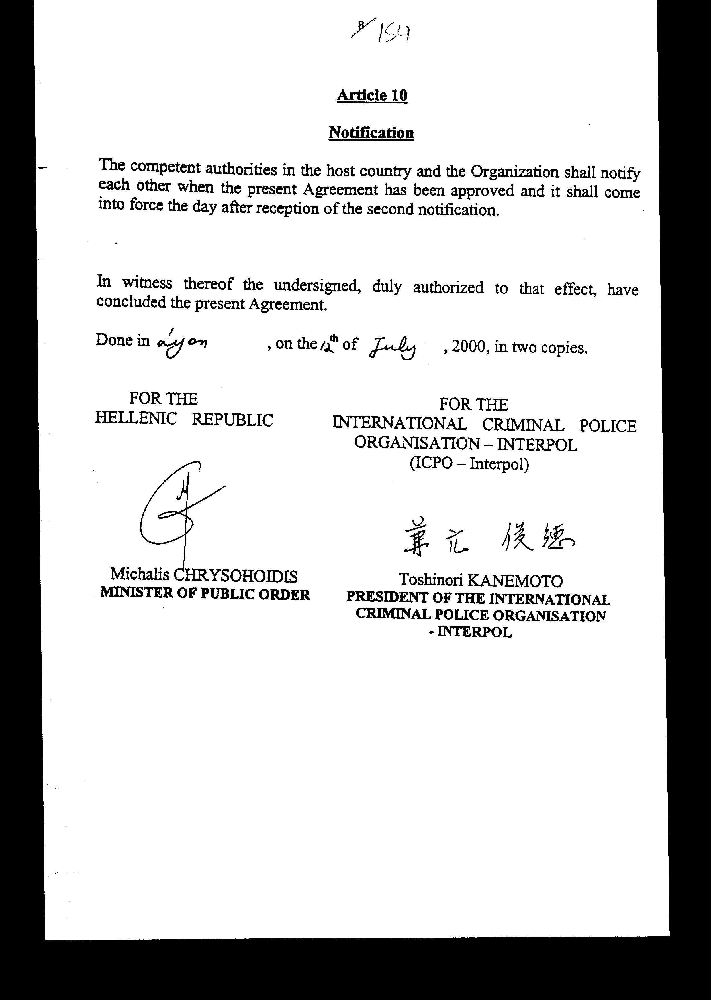 8 154
Article 10
Notification
The competent authorities in the host country and the Organization shall notify
each other when the present Agreement has been approved and it shall come
into force the day after reception of the second notification.
In witness thereof the undersigned, duly authorized to that effect, have
concluded the present Agreement.
Done in Lyon , on the 12th of July , 2000, in two copies.
FOR THE
HELLENIC REPUBLIC
FOR THE
INTERNATIONAL CRIMINAL POLICE
ORGANISATION – INTERPOL
(ICPO – Interpol)
Michalis CHRYSOHOIDIS
MINISTER OF PUBLIC ORDER
兼元 俊徳
Toshinori KANEMOTO
PRESIDENT OF THE INTERNATIONAL
CRIMINAL POLICE ORGANISATION
- INTERPOL